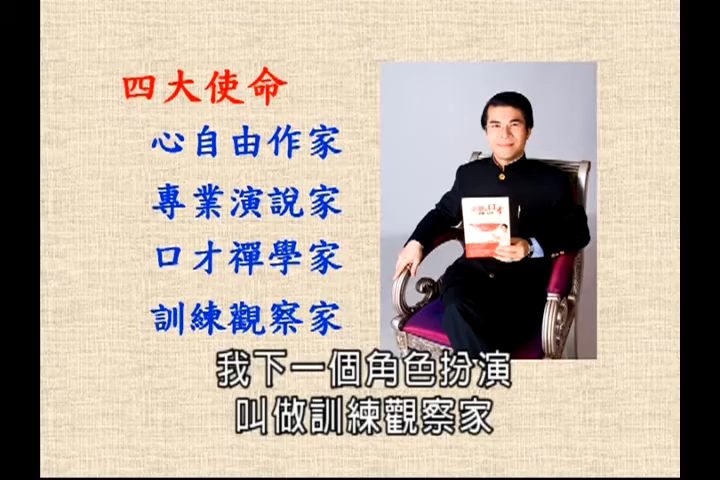 四大使命
心自由作家
專業演說家
口才禪學家
訓練觀察家
口才
我下一個角色扮演
叫做訓練觀察家